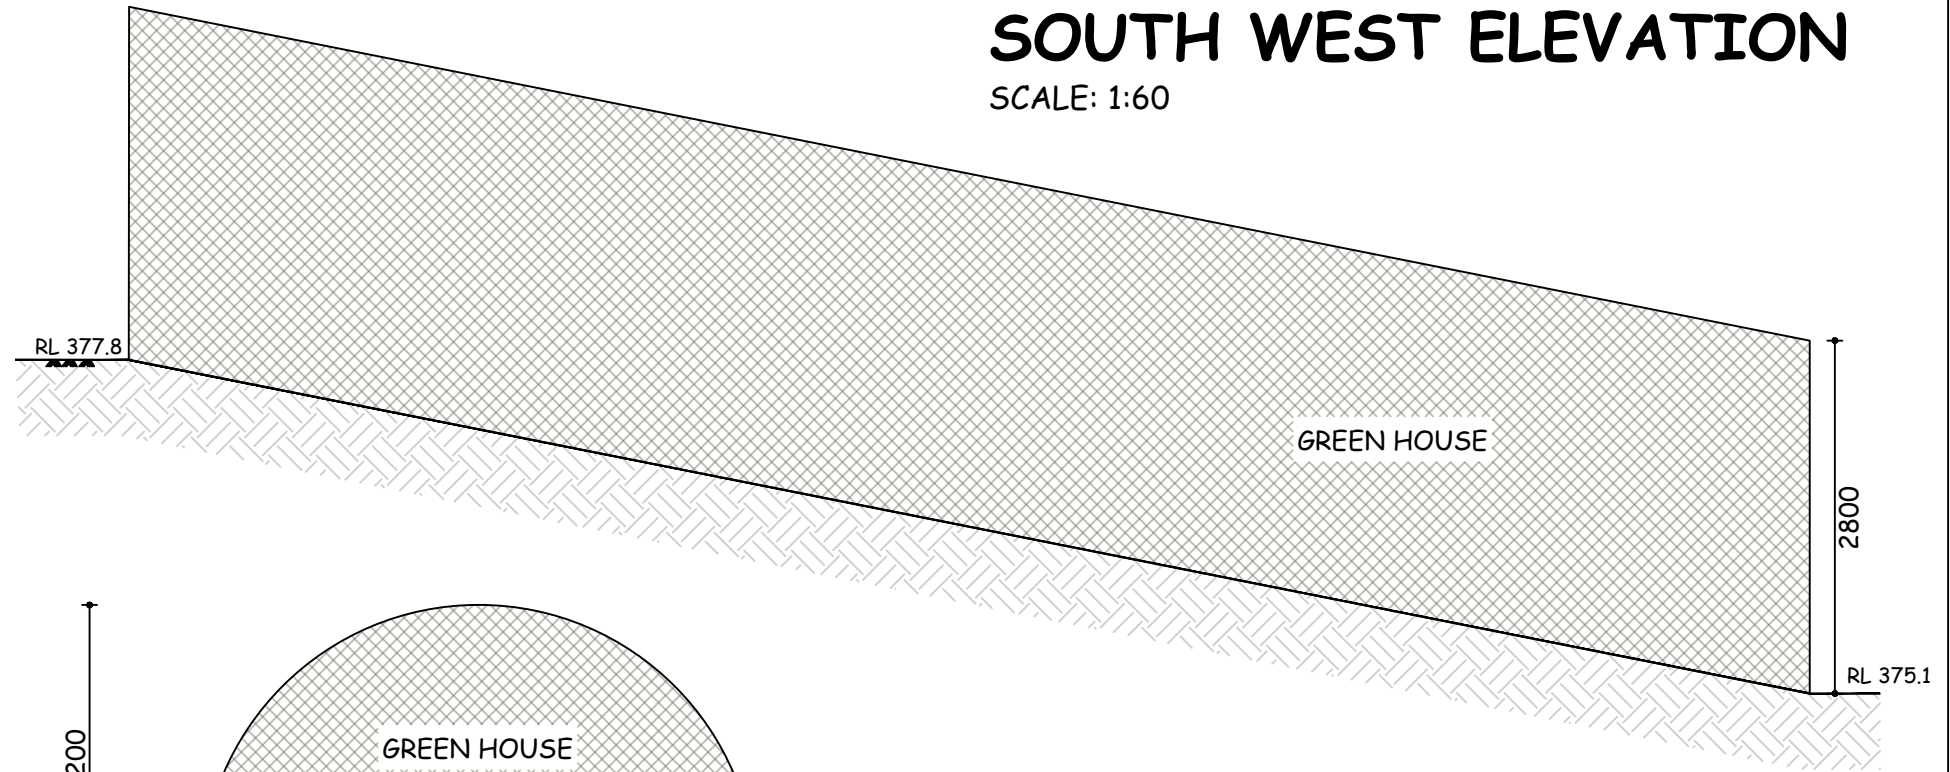 SOUTH WEST ELEVATION
SCALE: 1:60
RL 377.8
GREEN HOUSE
2800
RL 375.1
GREEN HOUSE